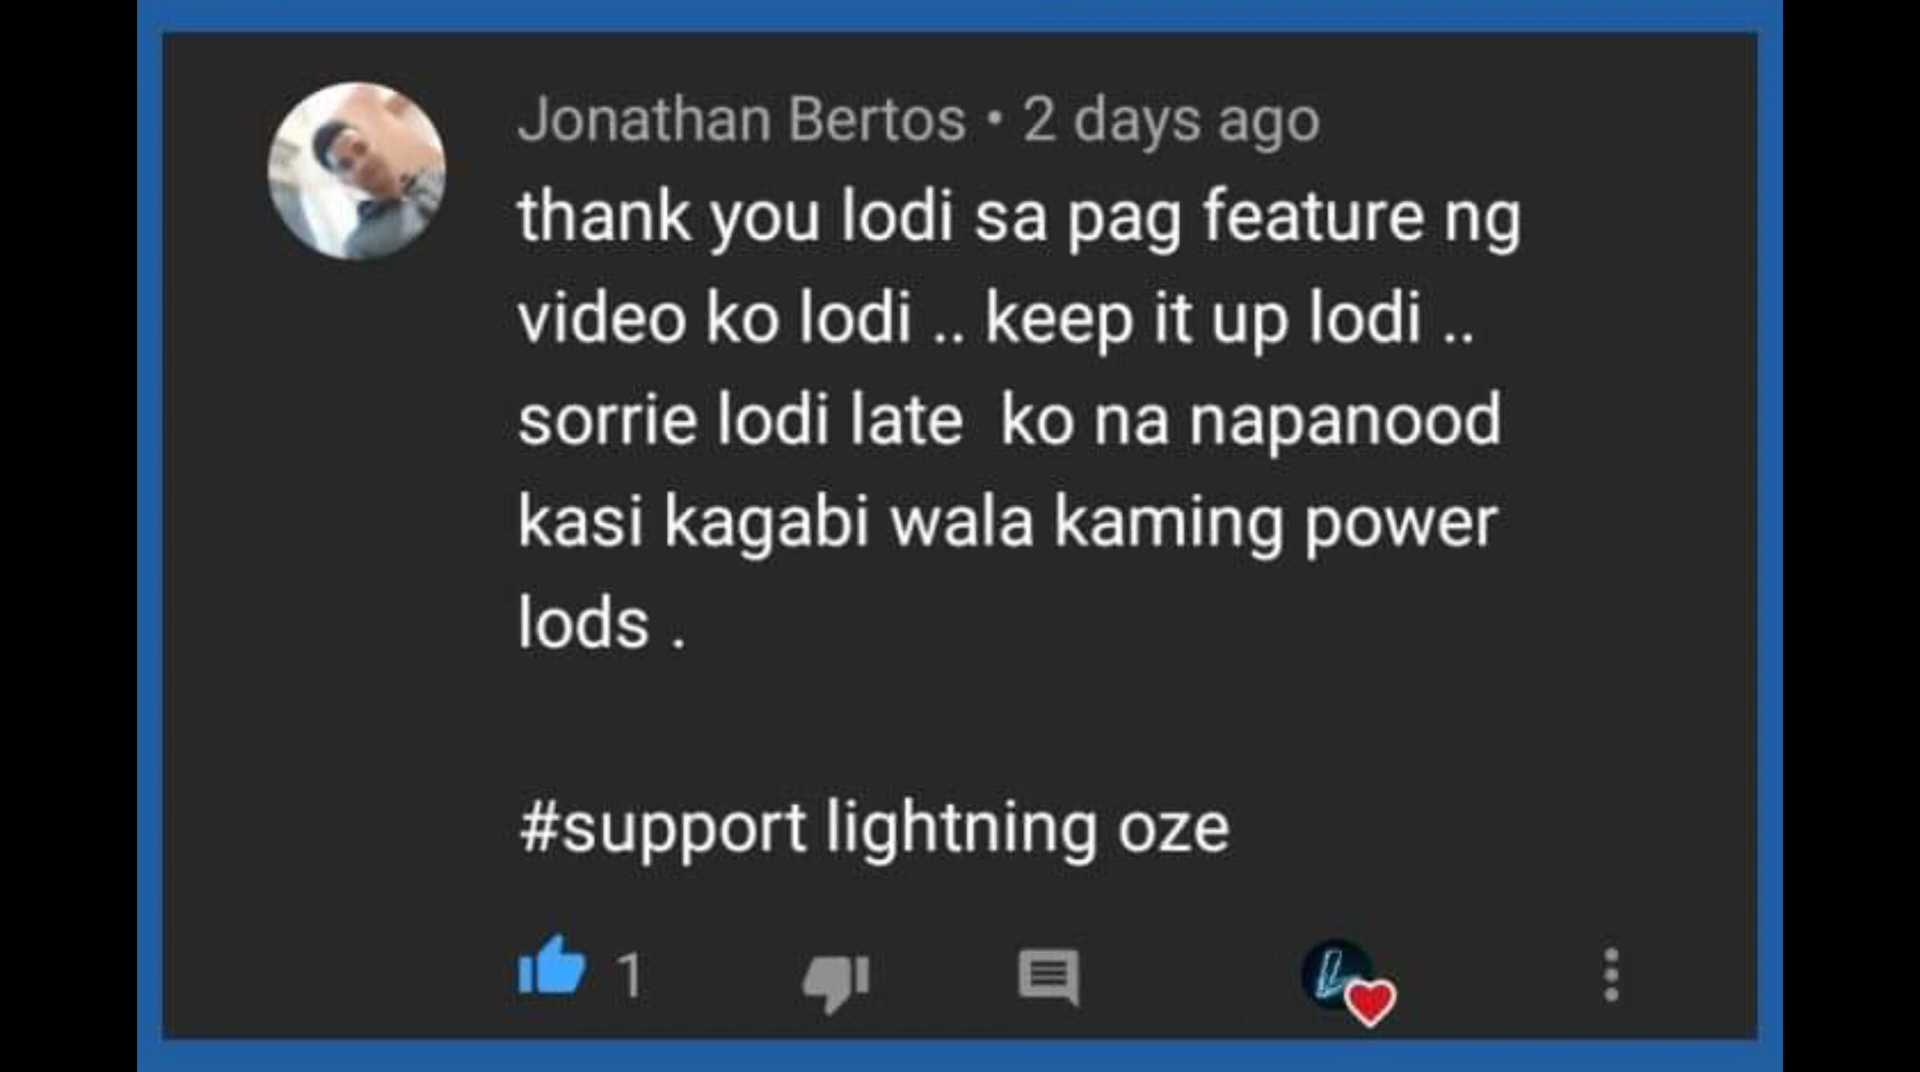 Jonathan Bertos • 2 days ago
thank you lodi sa pag feature ng
video ko lodi .. keep it up lodi ..
sorrie lodi late  ko na napanood
kasi kagabi wala kaming power
lods .
#support lightning oze
1
L